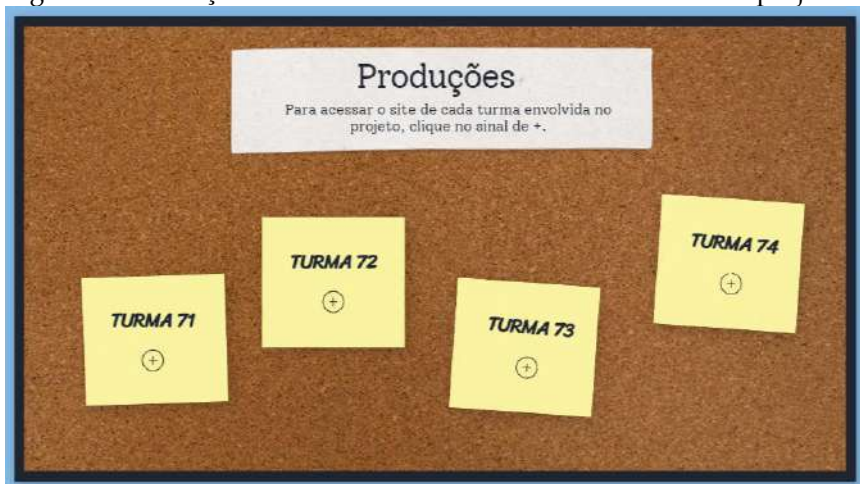 Produções
Para acessar o site de cada turma envolvida no
projeto, clique no sinal de +.
TURMA 74
+
TURMA 72
+
TURMA 71
+
TURMA 73
+